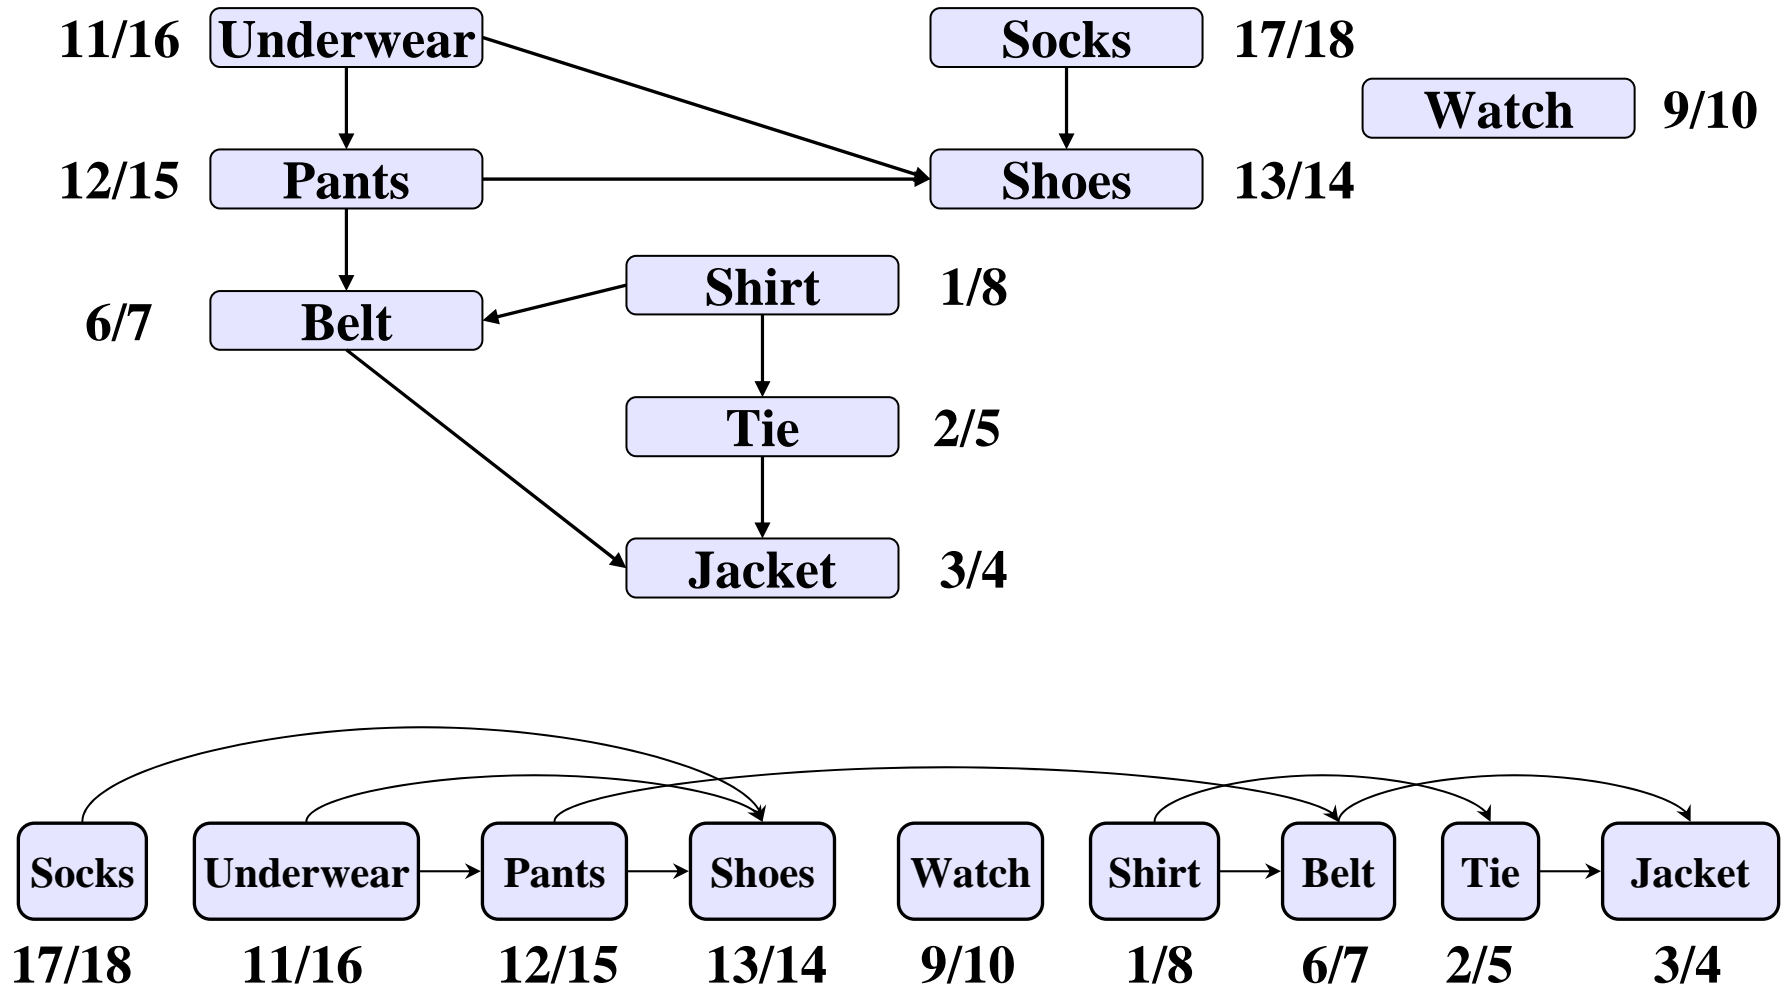 11/16 Underwear Socks 17/18
Watch 9/10
12/15 Pants Shoes 13/14
Shirt 1/8
6/7 Belt
Tie 2/5
Jacket 3/4
Socks Underwear Pants Shoes Watch Shirt Belt Tie Jacket
17/18 11/16 12/15 13/14 9/10 1/8 6/7 2/5 3/4